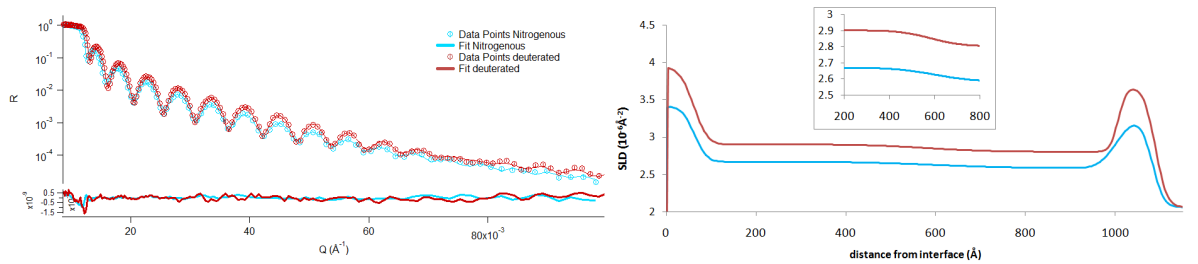 10⁰
10⁻¹
10⁻²
10⁻³
10⁻⁴
R
Data Points Nitrogenous
Fit Nitrogenous
Data Points deuterated
Fit deuterated
0.5
-0.5
-1.5
20
40
60
80x10⁻³
Q (Å⁻¹)
4.5
4
3.5
3
2.5
2
SLD (10⁻⁶Å⁻²)
3
2.9
2.8
2.7
2.6
2.5
200 400 600 800
0 200 400 600 800 1000
distance from interface (Å)